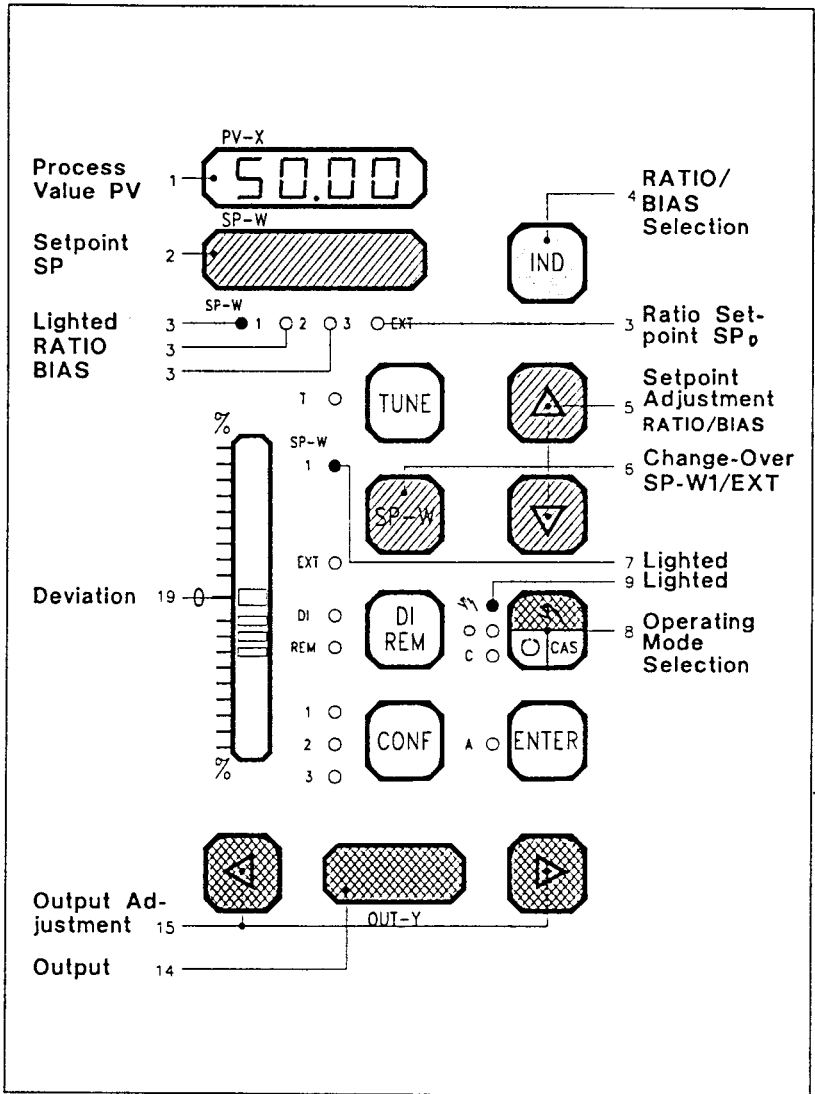 PV-X
Process
Value PV 1
50.00
4 RATIO/
BIAS
Selection
SP-W
Setpoint
SP 2
IND
SP-W
Lighted 3
1 2 3 EXT
RATIO 3
BIAS 3
3 Ratio Set-
point SPD
T
TUNE
Setpoint
5 Adjustment
RATIO/BIAS
%
SP-W
1
SP-W
6 Change-Over
SP-W1/EXT
EXT
7 Lighted
9 Lighted
Deviation 19 0
DI
REM
DI
REM
C
CAS
8 Operating
Mode
Selection
1
2
3
CONF
A
ENTER
%
Output Ad-
justment 15
OUT-Y
Output 14